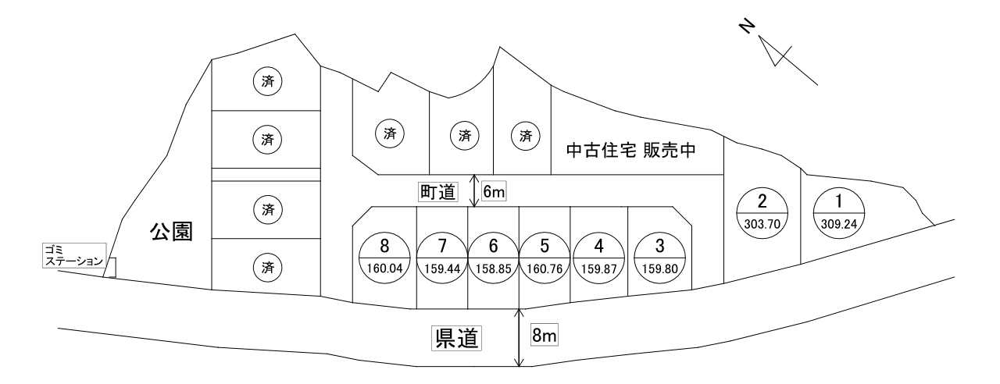 N
済
済
済
済
済
済
済
中古住宅 販売中
町道
6m
公園
ゴミ
ステーション
2
303.70
1
309.24
8
160.04
7
159.44
6
158.85
5
160.76
4
159.87
3
159.80
県道
8m